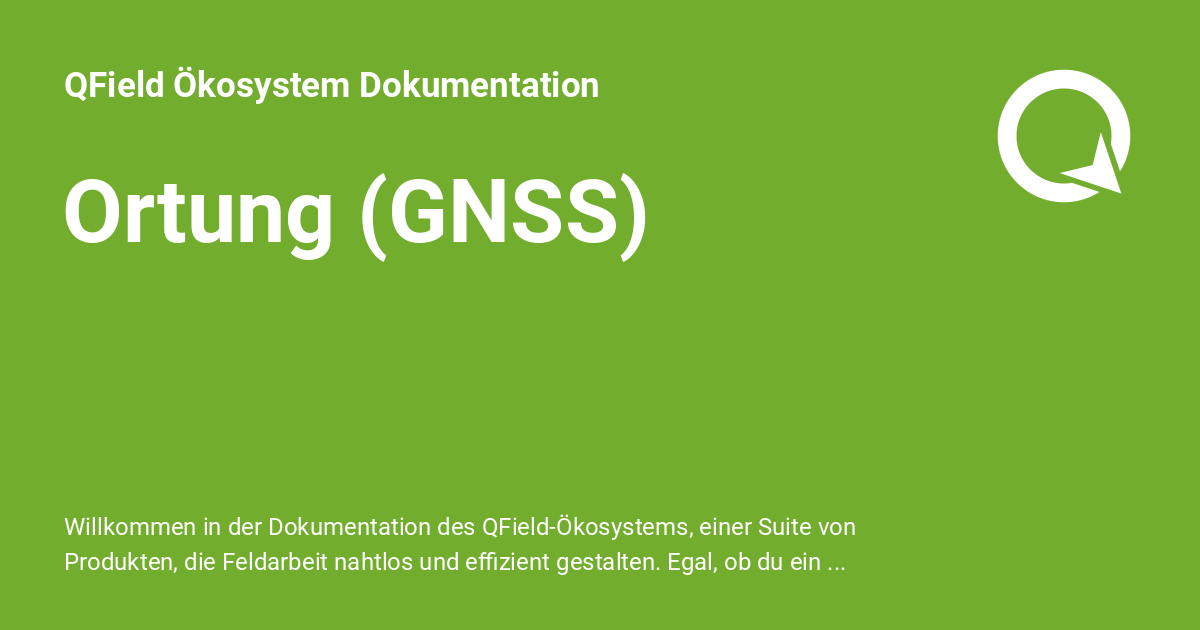 QField Ökosystem Dokumentation
Ortung (GNSS)
Willkommen in der Dokumentation des QField-Ökosystems, einer Suite von
Produkten, die Feldarbeit nahtlos und effizient gestalten. Egal, ob du ein ...